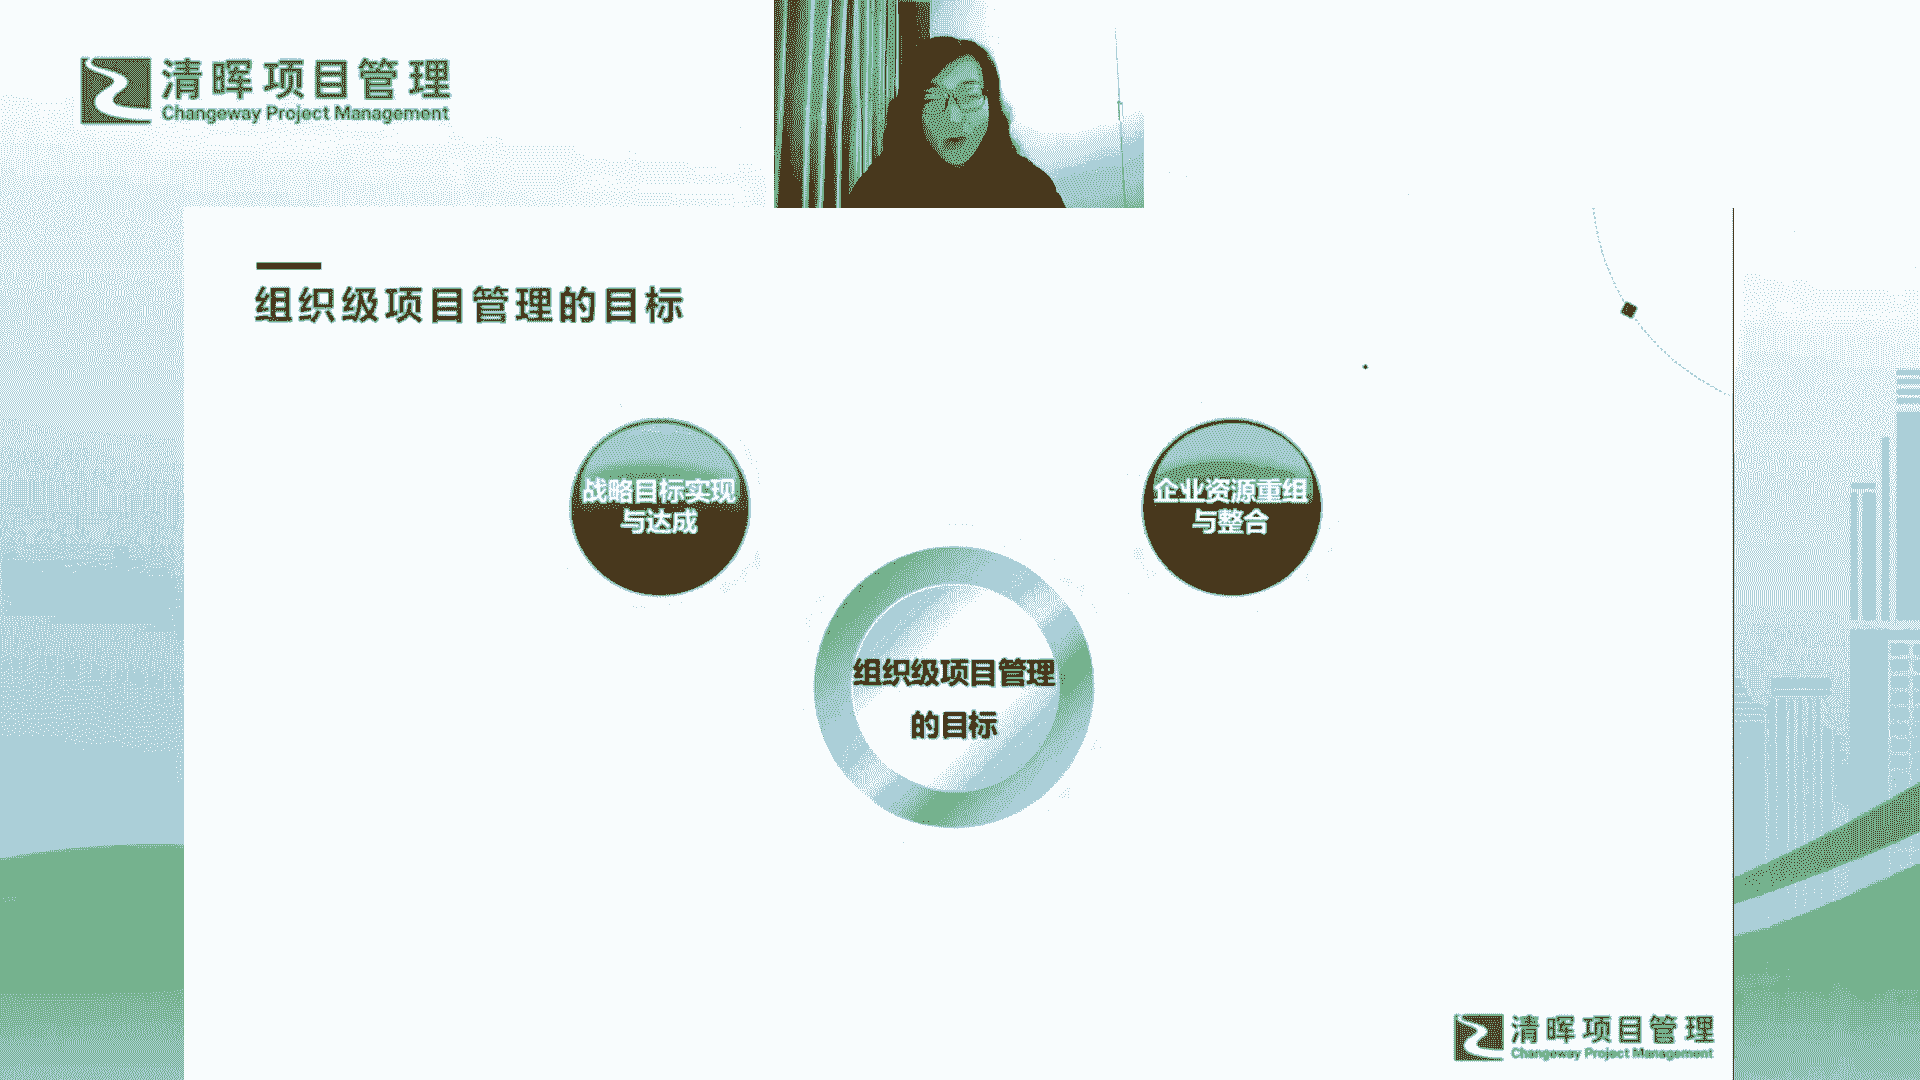 清晖项目管理
Changeway Project Management
组织级项目管理的目标
战略目标实现
与达成
企业资源重组
与整合
组织级项目管理
的目标
清晖项目管理
Changeway Project Management